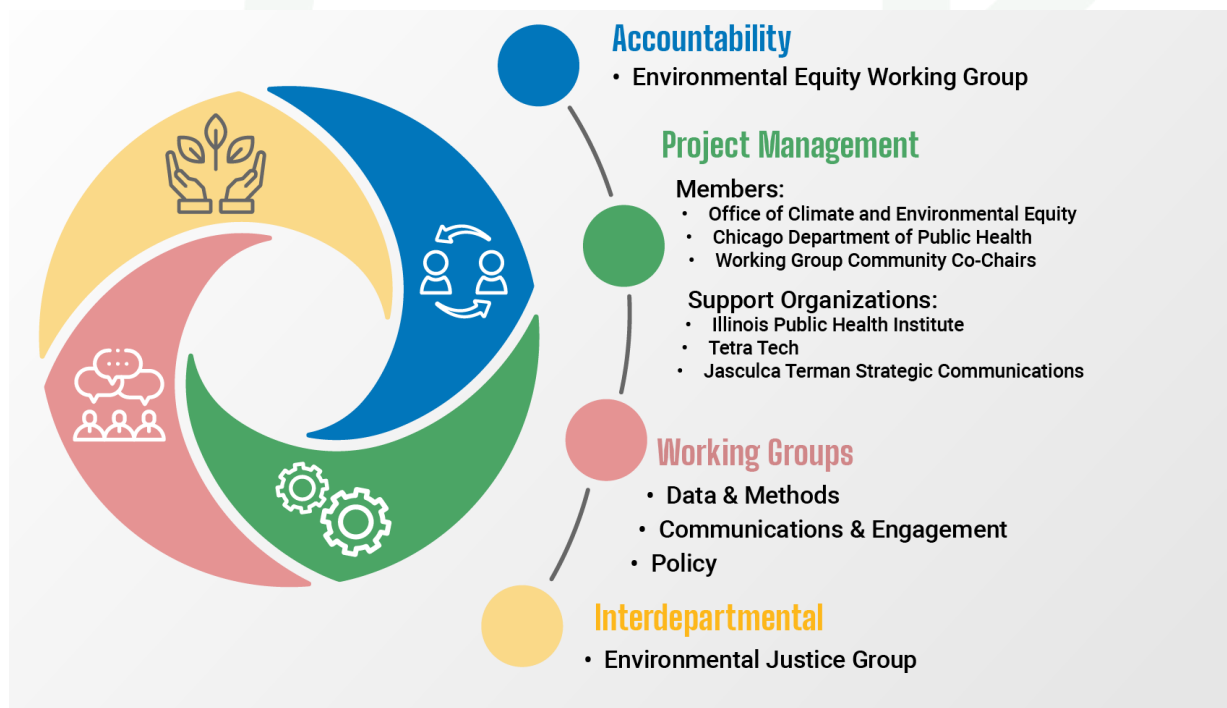 Accountability
• Environmental Equity Working Group
Project Management
Members:
• Office of Climate and Environmental Equity
• Chicago Department of Public Health
• Working Group Community Co-Chairs
Support Organizations:
• Illinois Public Health Institute
• Tetra Tech
• Jasculca Terman Strategic Communications
Working Groups
• Data & Methods
• Communications & Engagement
• Policy
Interdepartmental
• Environmental Justice Group